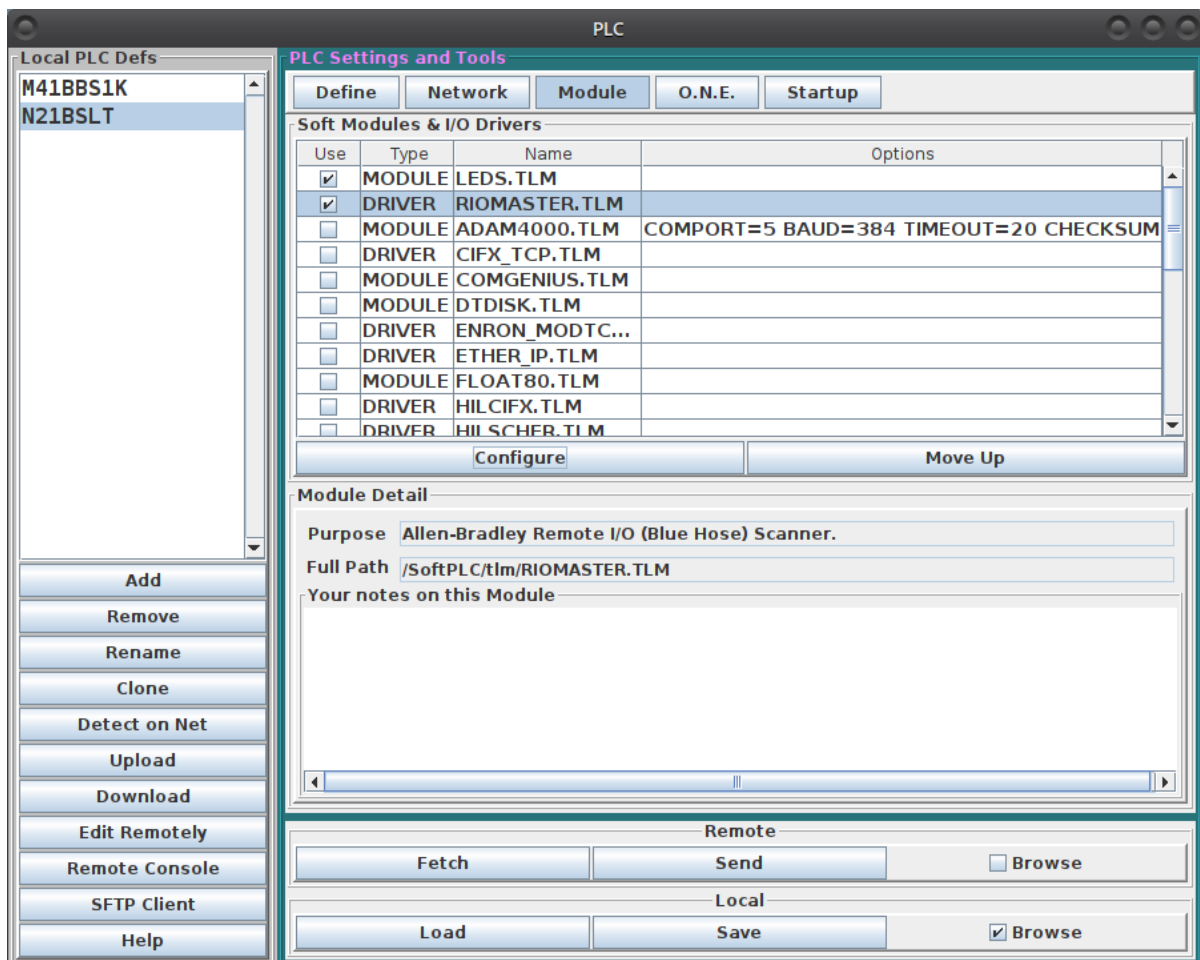 PLC
Local PLC Defs
M41BBS1K
N21BSLT
Add
Remove
Rename
Clone
Detect on Net
Upload
Download
Edit Remotely
Remote Console
SFTP Client
Help
PLC Settings and Tools
Define Network Module O.N.E. Startup
Soft Modules & I/O Drivers
Use Type Name Options
MODULE LEDS.TLM
DRIVER RIOMASTER.TLM
MODULE ADAM4000.TLM COMPORT=5 BAUD=384 TIMEOUT=20 CHECKSUM
DRIVER CIFX_TCP.TLM
MODULE COMGENIUS.TLM
MODULE DTDISK.TLM
DRIVER ENRON_MODTC...
DRIVER ETHER_IP.TLM
MODULE FLOAT80.TLM
DRIVER HILCIFX.TLM
DRIVER HILSCHER.TLM
Configure Move Up
Module Detail
Purpose Allen-Bradley Remote I/O (Blue Hose) Scanner.
Full Path /SoftPLC/tlm/RIOMASTER.TLM
Your notes on this Module
Remote
Fetch Send Browse
Local
Load Save Browse